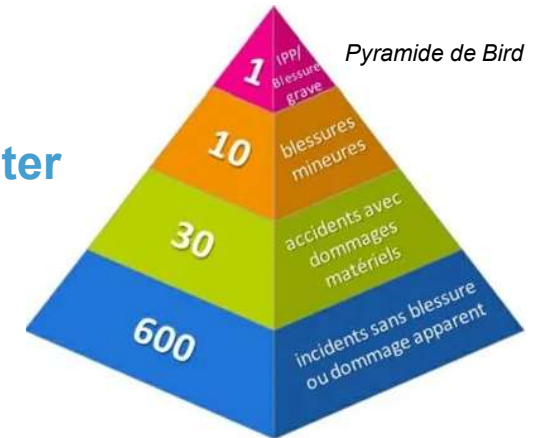 Pyramide de Bird
1
IPP/
Blessure
grave
ter
10
blessures
mineures
30
accidents avec
dommages
matériels
600
incidents sans blessure
ou dommage apparent